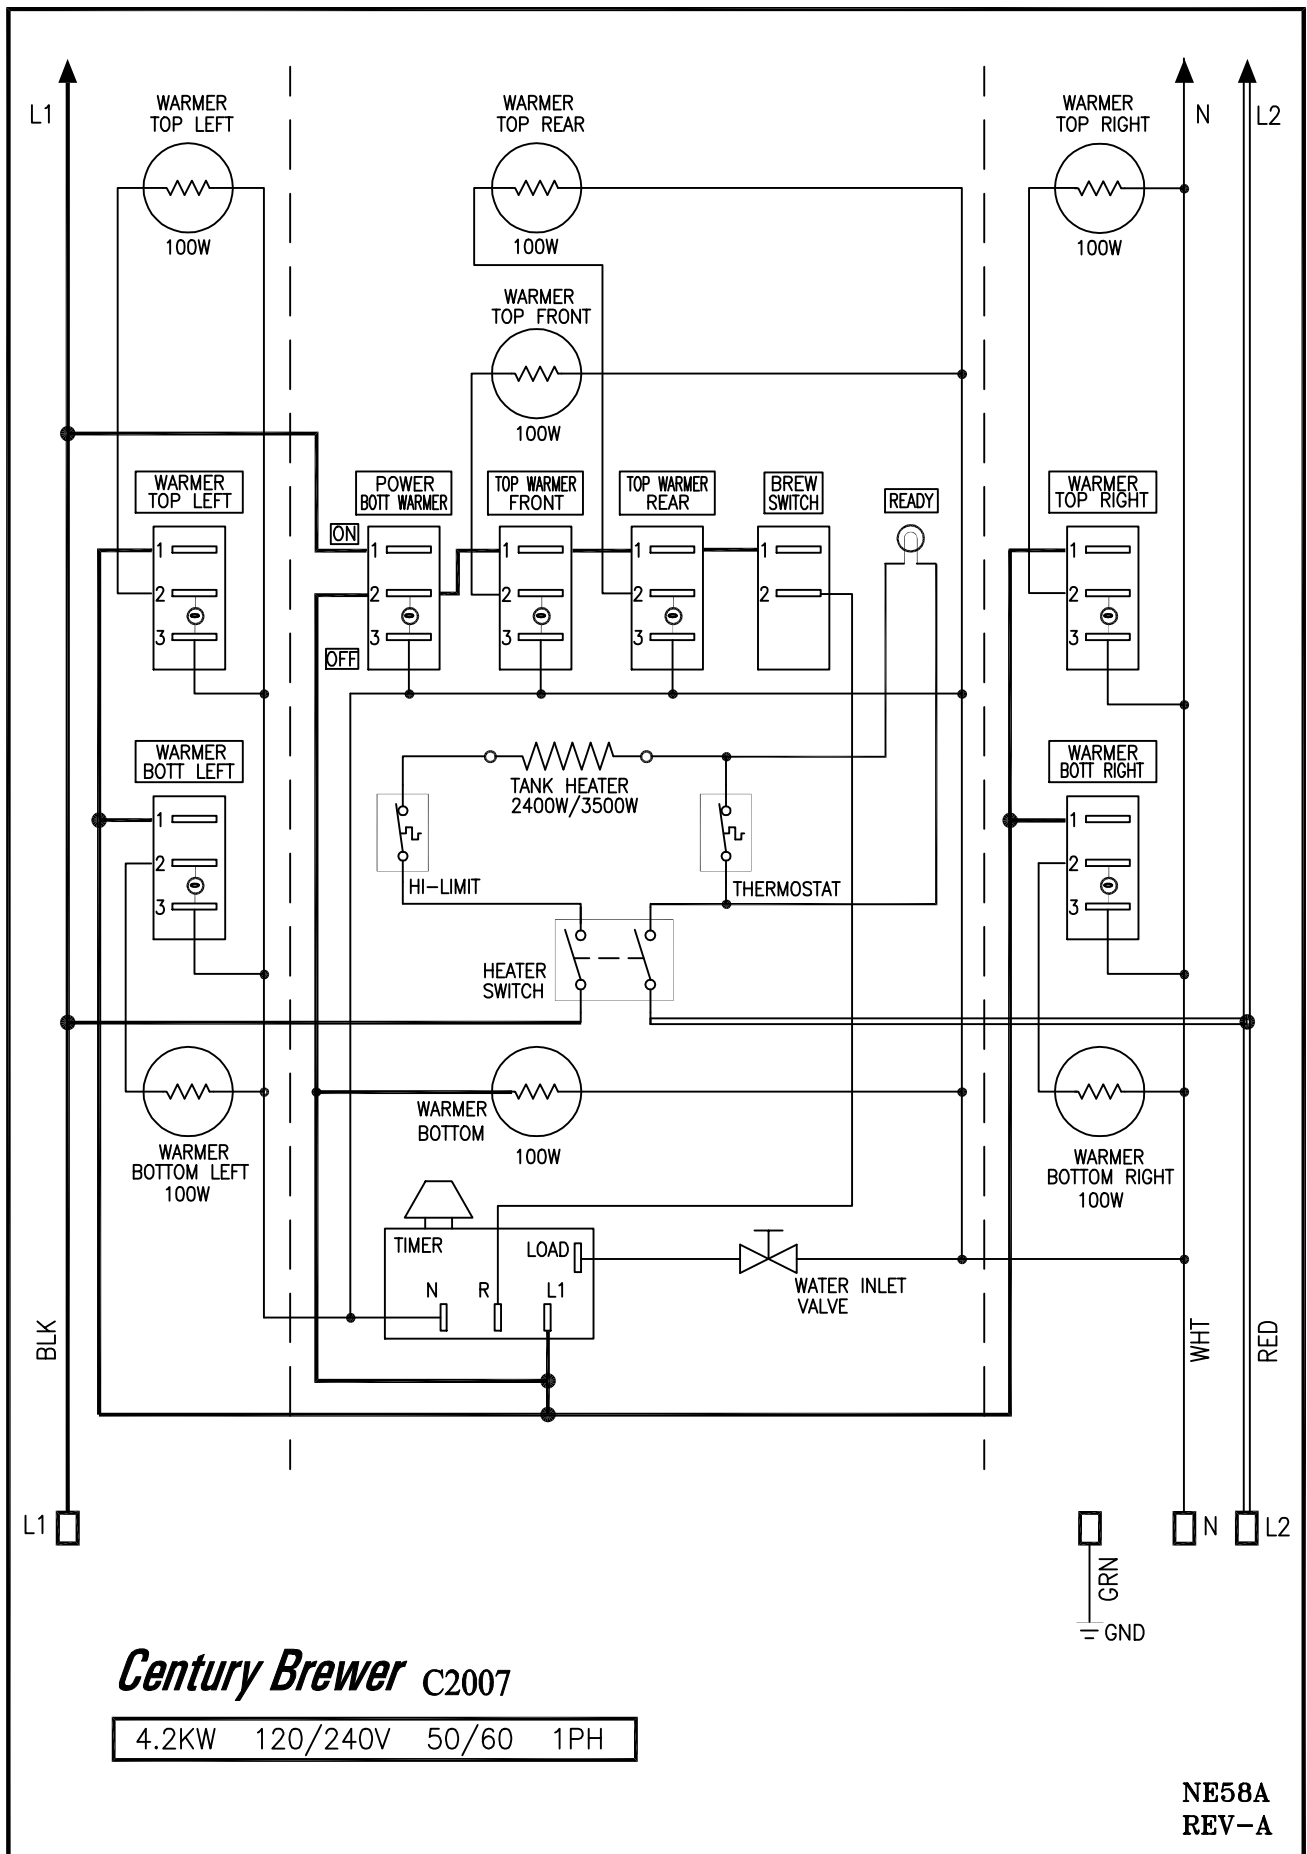 L1
WARMER
TOP LEFT
100W
WARMER
TOP REAR
100W
WARMER
TOP FRONT
100W
WARMER
TOP RIGHT
100W
N
L2
WARMER
TOP LEFT
1
2
3
POWER
BOTT WARMER
ON
OFF
1
2
3
TOP WARMER
FRONT
1
2
3
TOP WARMER
REAR
1
2
3
BREW
SWITCH
1
2
READY
WARMER
TOP RIGHT
1
2
3
WARMER
BOTT LEFT
1
2
3
TANK HEATER
2400W/3500W
HI-LIMIT
THERMOSTAT
HEATER
SWITCH
WARMER
BOTT RIGHT
1
2
3
WARMER
BOTTOM LEFT
100W
WARMER
BOTTOM
100W
WARMER
BOTTOM RIGHT
100W
TIMER
LOAD
N
R
L1
WATER INLET
VALVE
BLK
WHT
RED
L1
N
L2
GRN
GND
Century Brewer C2007
4.2KW 120/240V 50/60 1PH
NE58A
REV-A